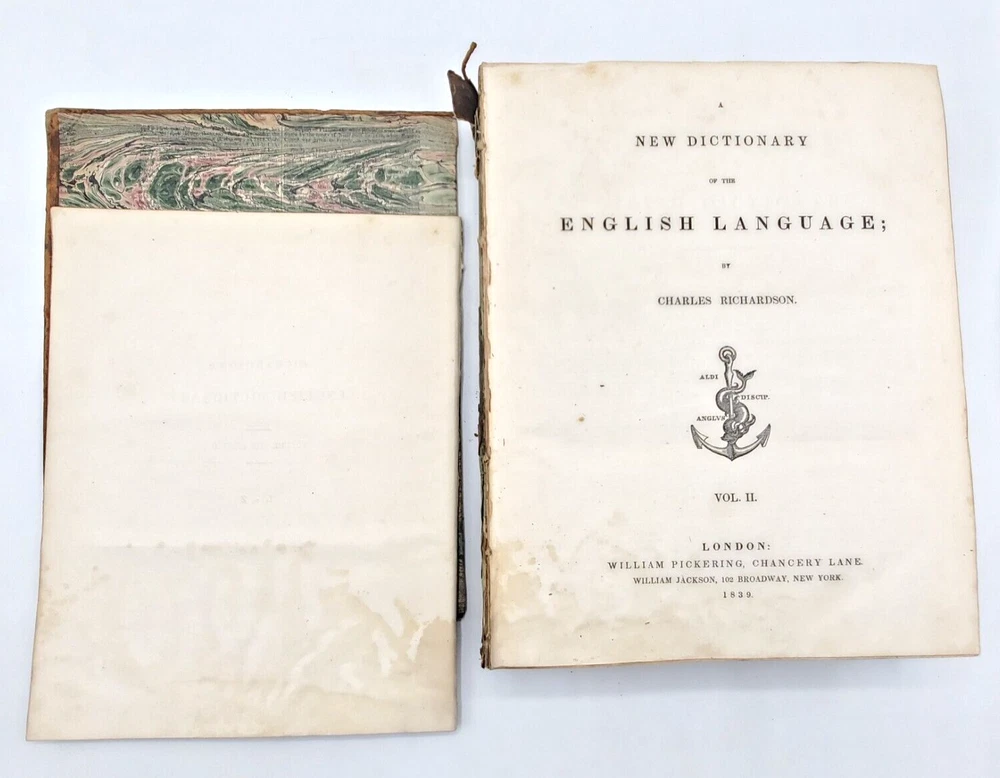 A
NEW DICTIONARY
OF THE
ENGLISH LANGUAGE;
BY
CHARLES RICHARDSON.
ALDI
DISCIP.
ANGLVS
VOL. II.
LONDON:
WILLIAM PICKERING, CHANCERY LANE.
WILLIAM JACKSON, 102 BROADWAY, NEW YORK.
1839.